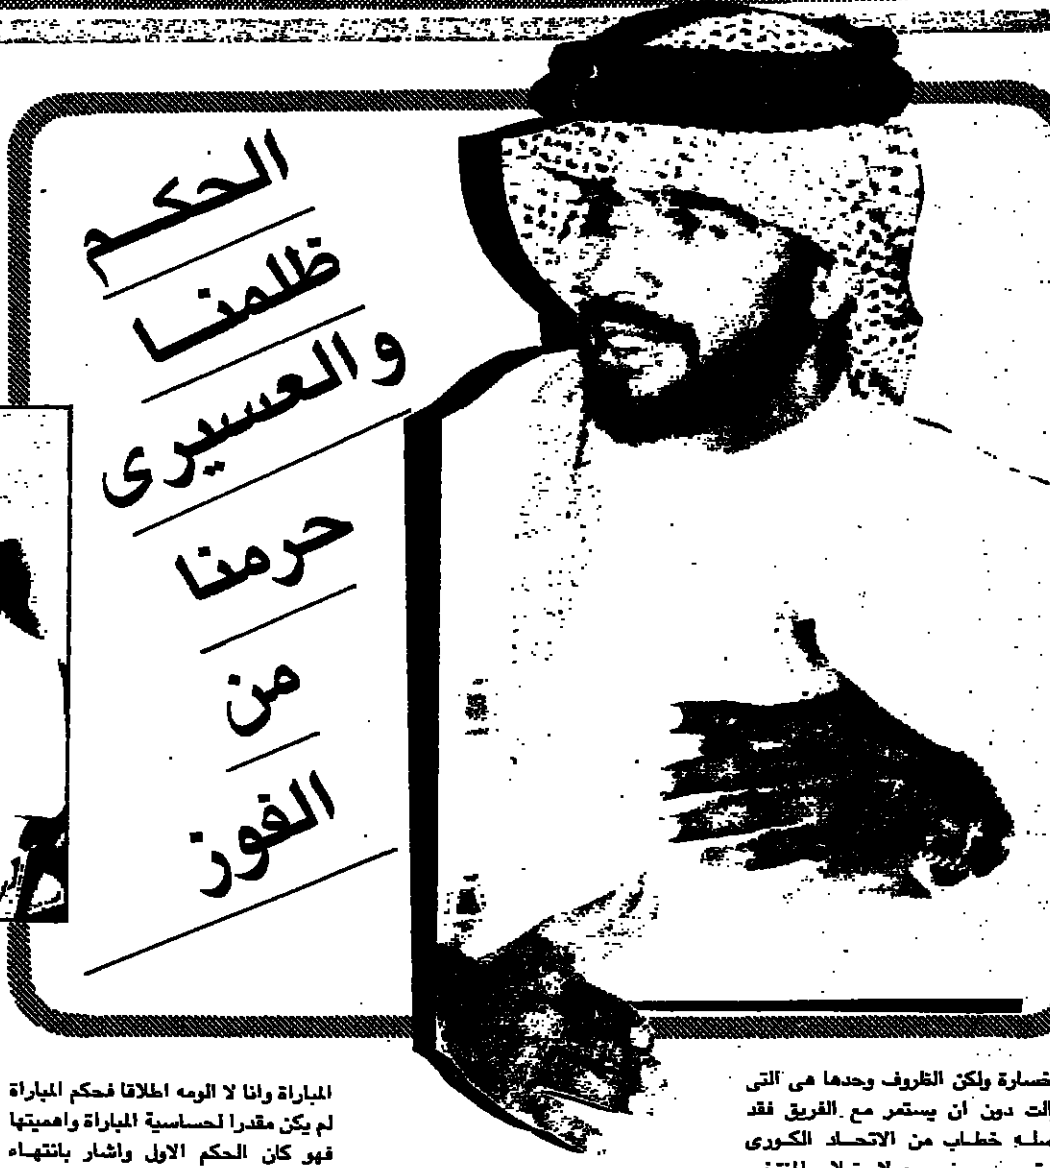 الحكم
ظلمنا
والعسيرى
حرمنا
من
الفوز
ولكن الظروف وحدها هى التى
دون ان يستمر مع الفريق فقد
خطاب من الاتحاد الكورى
المباراة وانا لا الومه اطلاقا فحكم المباراة
لم يكن مقدرا لحساسية المباراة واهميتها
فهو كان الحكم الاول واشار بانتهاء